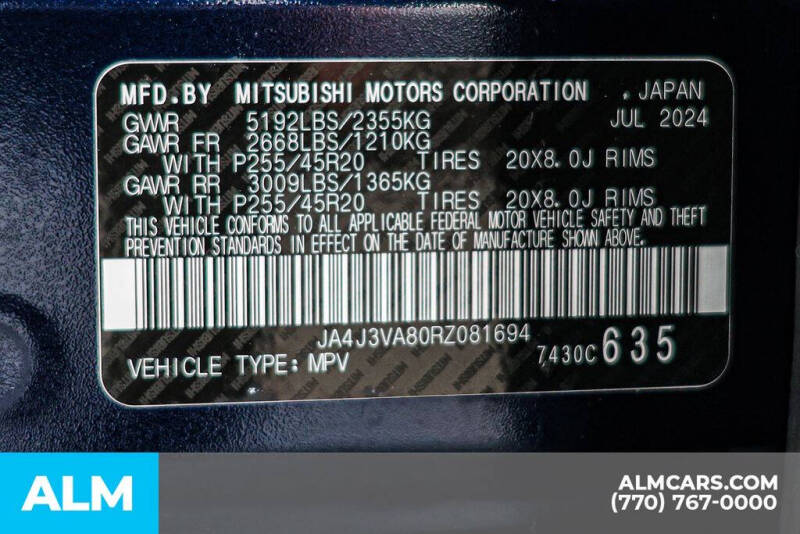 MFD.BY MITSUBISHI MOTORS CORPORATION , JAPAN
GWR 5192LBS/2355KG JUL 2024
GAWR FR 2668LBS/1210KG
WITH P255/45R20 TIRES 20X8.0J RIMS
GAWR RR 3009LBS/1365KG
WITH P255/45R20 TIRES 20X8.0J RIMS
THIS VEHICLE CONFORMS TO ALL APPLICABLE FEDERAL MOTOR VEHICLE SAFETY AND THEFT
PREVENTION STANDARDS IN EFFECT ON THE DATE OF MANUFACTURE SHOWN ABOVE.
JA4J3VA80RZ081694
VEHICLE TYPE: MPV 7430C 635
ALM
ALMCARS.COM
(770) 767-0000